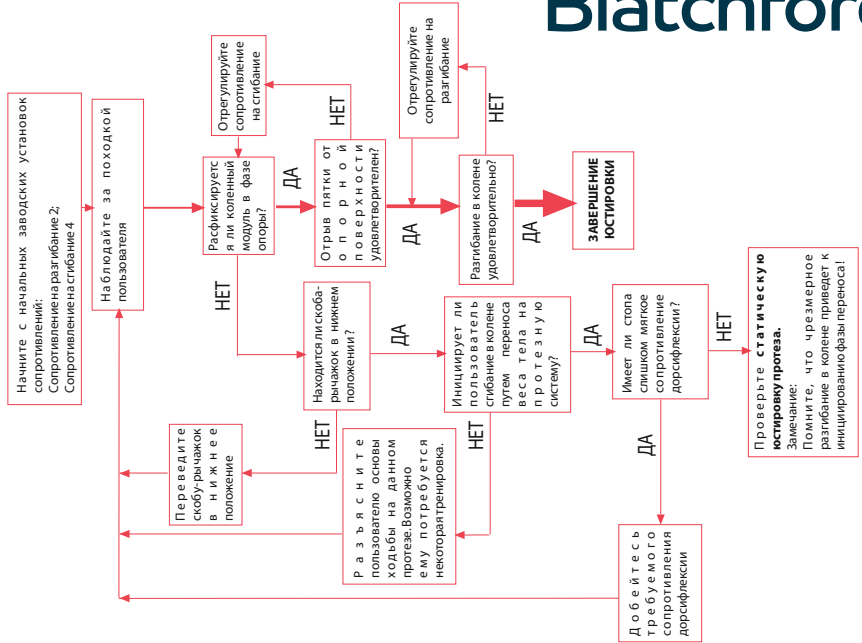 Blatchford
Начните с начальных заводских установок
сопротивлений:
Сопротивление на разгибание 2;
Сопротивление на сгибание 4
Наблюдайте за походкой
пользователя
Расфиксируетс
я ли коленный
модуль в фазе
опоры?
Отрегулируйте
сопротивление
на сгибание
НЕТ
ДА
Отрыв пятки от
опорной
поверхности
удовлетворителен?
НЕТ
ДА
Отрегулируйте
сопротивление на
разгибание
Разгибание в колене
удовлетворительно?
НЕТ
ДА
ЗАВЕРШЕНИЕ
ЮСТИРОВКИ
НЕТ
Находится ли скоба-
рычажок в нижнем
положении?
НЕТ
Переведите
скобу-рычажок
в нижнее
положение
ДА
Инициирует ли
пользователь
сгибание в колене
путем переноса
веса тела на
протезную
систему?
НЕТ
Разъясните
пользователю основы
ходьбы на данном
протезе. Возможно
ему потребуется
некоторая тренировка.
ДА
Имеет ли стопа
слишком мягкое
сопротивление
дорсифлексии?
ДА
Добейтесь
требуемого
сопротивления
дорсифлексии
НЕТ
Проверьте статическую
юстировку протеза.
Замечание:
Помните, что чрезмерное
разгибание в колене приведет к
инициированию фазы переноса!